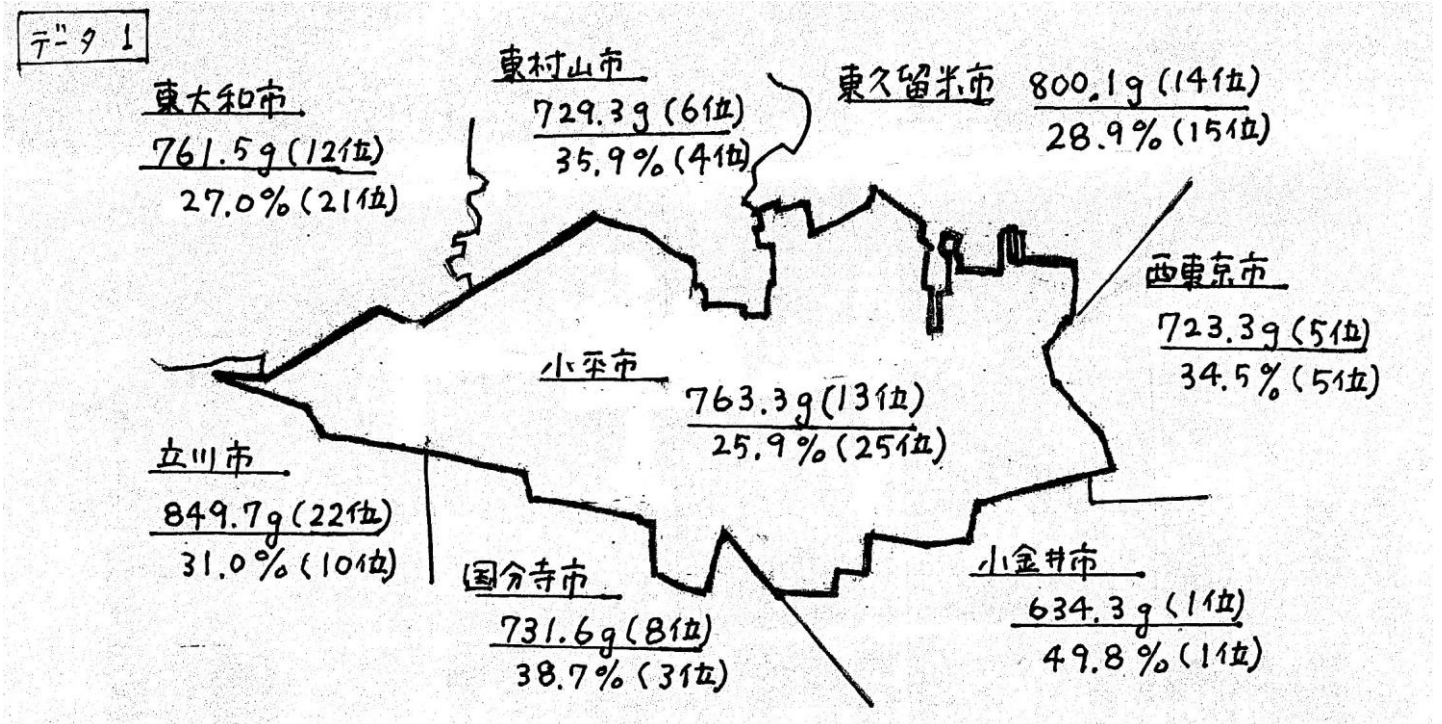 データ 1
東大和市
761.5g(12位)
27.0%(21位)
東村山市
729.3g(6位)
35.9%(4位)
東久留米市
800.1g(14位)
28.9%(15位)
西東京市
723.3g(5位)
34.5%(5位)
小平市
763.3g(13位)
25.9%(25位)
立川市
849.7g(22位)
31.0%(10位)
国分寺市
731.6g(8位)
38.7%(3位)
小金井市
634.3g(1位)
49.8%(1位)